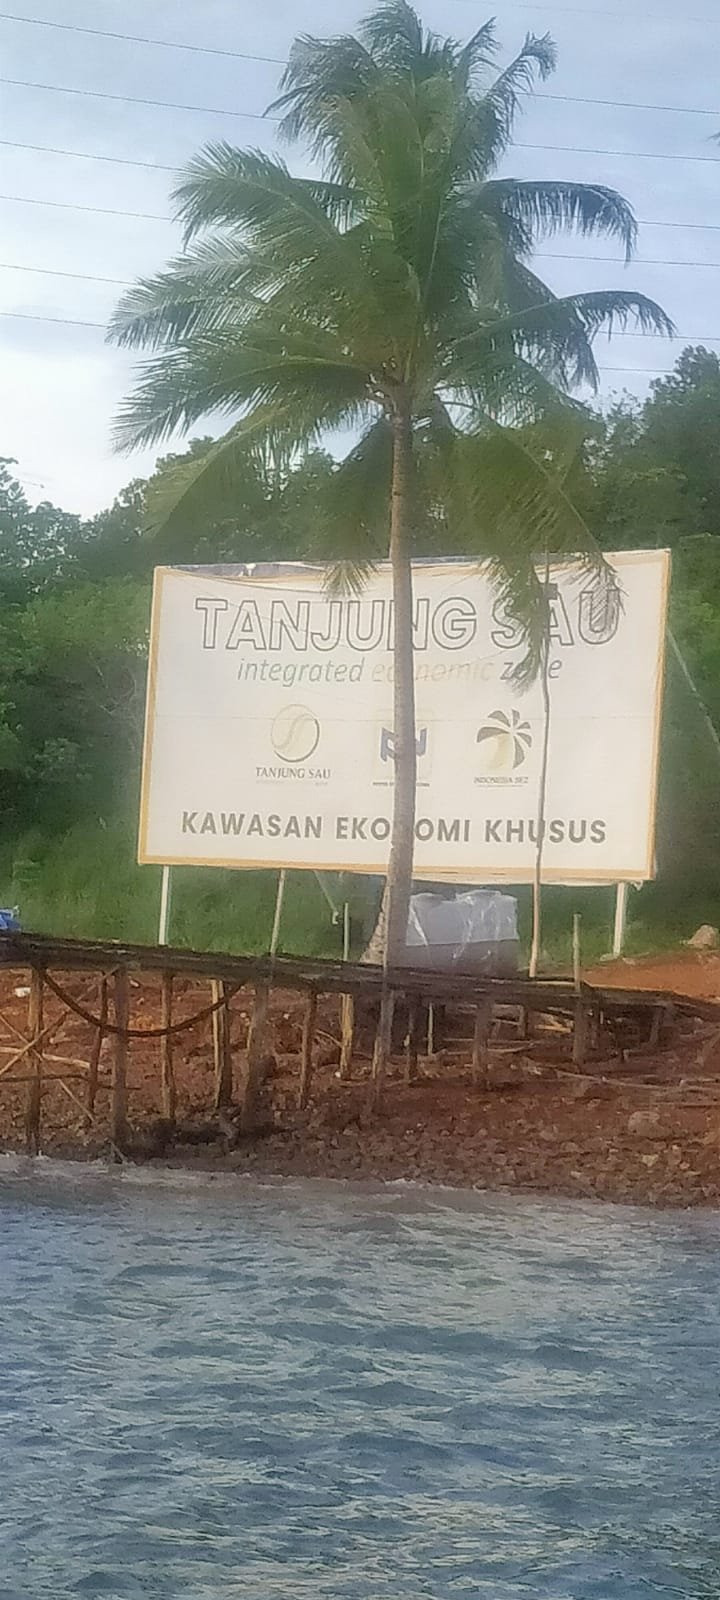 TANJUNG SAU
integrated economic zone
TANJUNG SAU
INDONESIA SEZ
KAWASAN EKONOMI KHUSUS